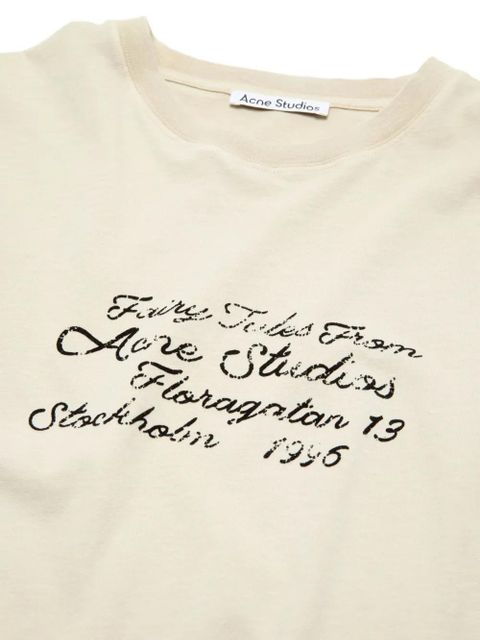 Acne Studios
Fairy Tales From
Acne Studios
Floragatan 13
Stockholm 1996